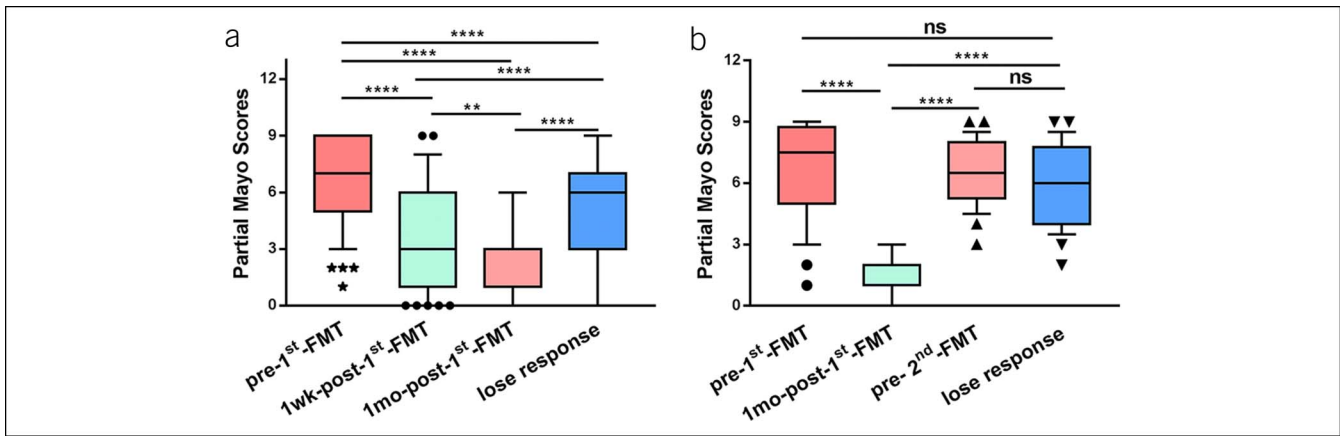 a
****
****
****
****
**
****
12
9
6
3
0
Partial Mayo Scores
pre-1st-FMT
1wk-post-1st-FMT
1mo-post-1st-FMT
lose response
b
ns
****
ns
****
****
12
9
6
3
0
Partial Mayo Scores
pre-1st-FMT
1mo-post-1st-FMT
pre- 2nd -FMT
lose response